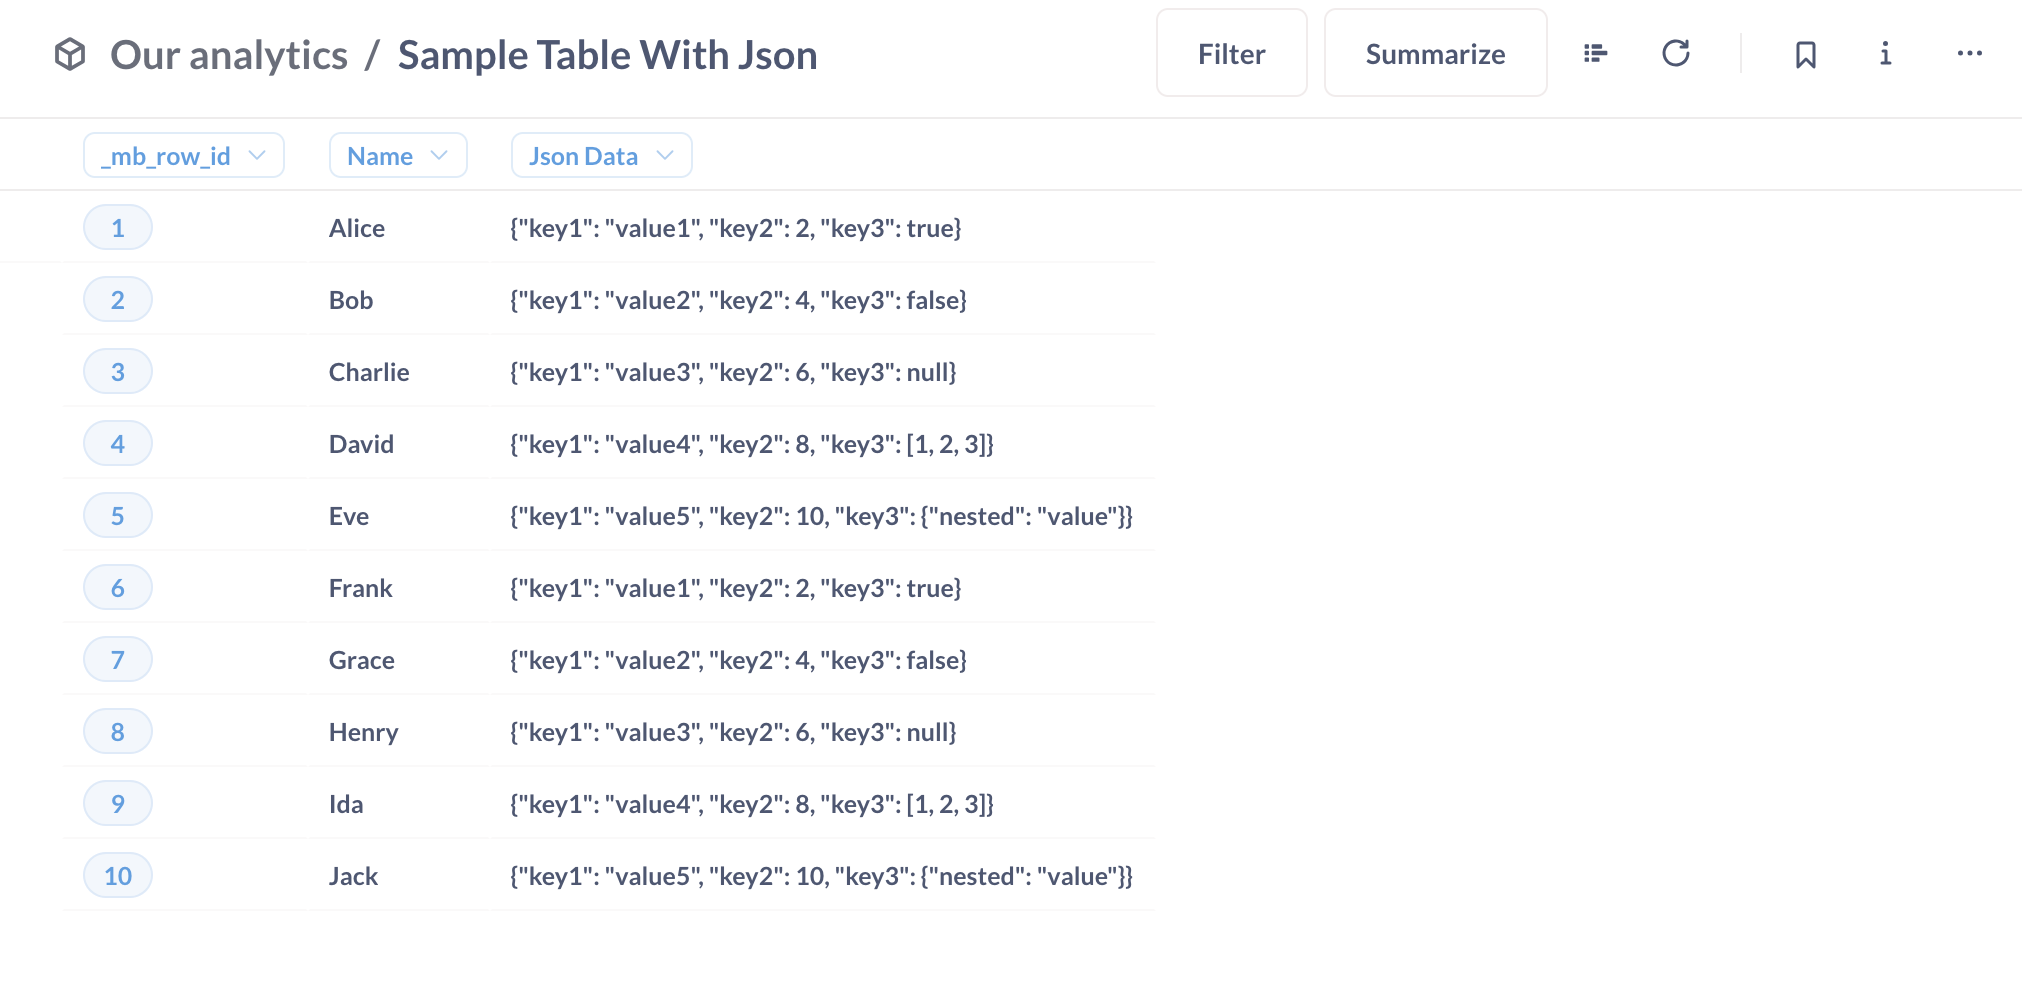 Our analytics / Sample Table With Json Filter Summarize
_mb_row_id Name Json Data
1 Alice {"key1": "value1", "key2": 2, "key3": true}
2 Bob {"key1": "value2", "key2": 4, "key3": false}
3 Charlie {"key1": "value3", "key2": 6, "key3": null}
4 David {"key1": "value4", "key2": 8, "key3": [1, 2, 3]}
5 Eve {"key1": "value5", "key2": 10, "key3": {"nested": "value"}}
6 Frank {"key1": "value1", "key2": 2, "key3": true}
7 Grace {"key1": "value2", "key2": 4, "key3": false}
8 Henry {"key1": "value3", "key2": 6, "key3": null}
9 Ida {"key1": "value4", "key2": 8, "key3": [1, 2, 3]}
10 Jack {"key1": "value5", "key2": 10, "key3": {"nested": "value"}}